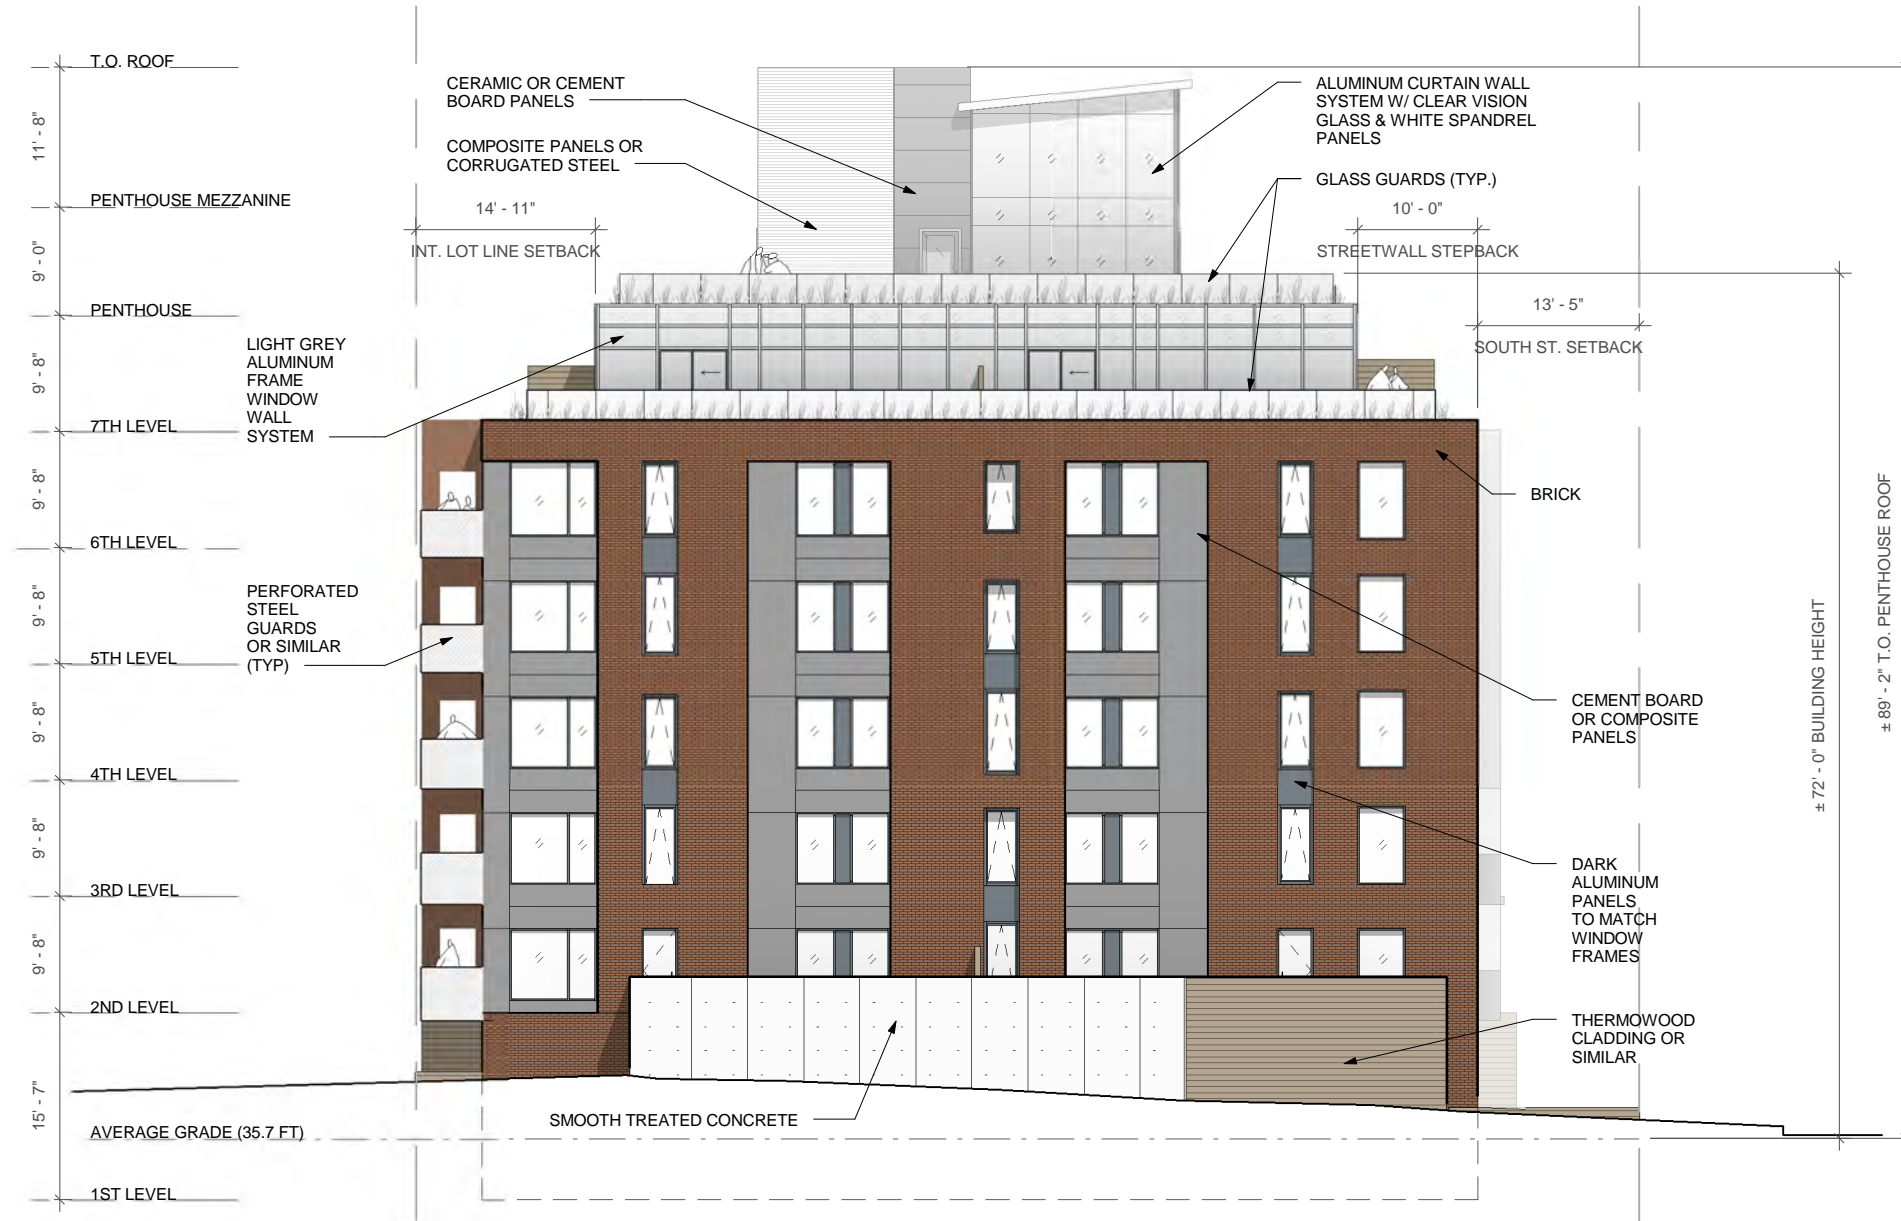 T.O. ROOF
11' - 8"
PENTHOUSE MEZZANINE
9' - 0"
PENTHOUSE
9' - 8"
7TH LEVEL
9' - 8"
6TH LEVEL
9' - 8"
5TH LEVEL
9' - 8"
4TH LEVEL
9' - 8"
3RD LEVEL
9' - 8"
2ND LEVEL
15' - 7"
AVERAGE GRADE (35.7 FT)
1ST LEVEL
CERAMIC OR CEMENT
BOARD PANELS
COMPOSITE PANELS OR
CORRUGATED STEEL
14' - 11"
INT. LOT LINE SETBACK
LIGHT GREY
ALUMINUM
FRAME
WINDOW
WALL
SYSTEM
PERFORATED
STEEL
GUARDS
OR SIMILAR
(TYP)
SMOOTH TREATED CONCRETE
ALUMINUM CURTAIN WALL
SYSTEM W/ CLEAR VISION
GLASS & WHITE SPANDREL
PANELS
GLASS GUARDS (TYP.)
10' - 0"
STREETWALL STEPBACK
13' - 5"
SOUTH ST. SETBACK
BRICK
CEMENT BOARD
OR COMPOSITE
PANELS
DARK
ALUMINUM
PANELS
TO MATCH
WINDOW
FRAMES
THERMOWOOD
CLADDING OR
SIMILAR
± 72' - 0" BUILDING HEIGHT
± 89' - 2" T.O. PENTHOUSE ROOF